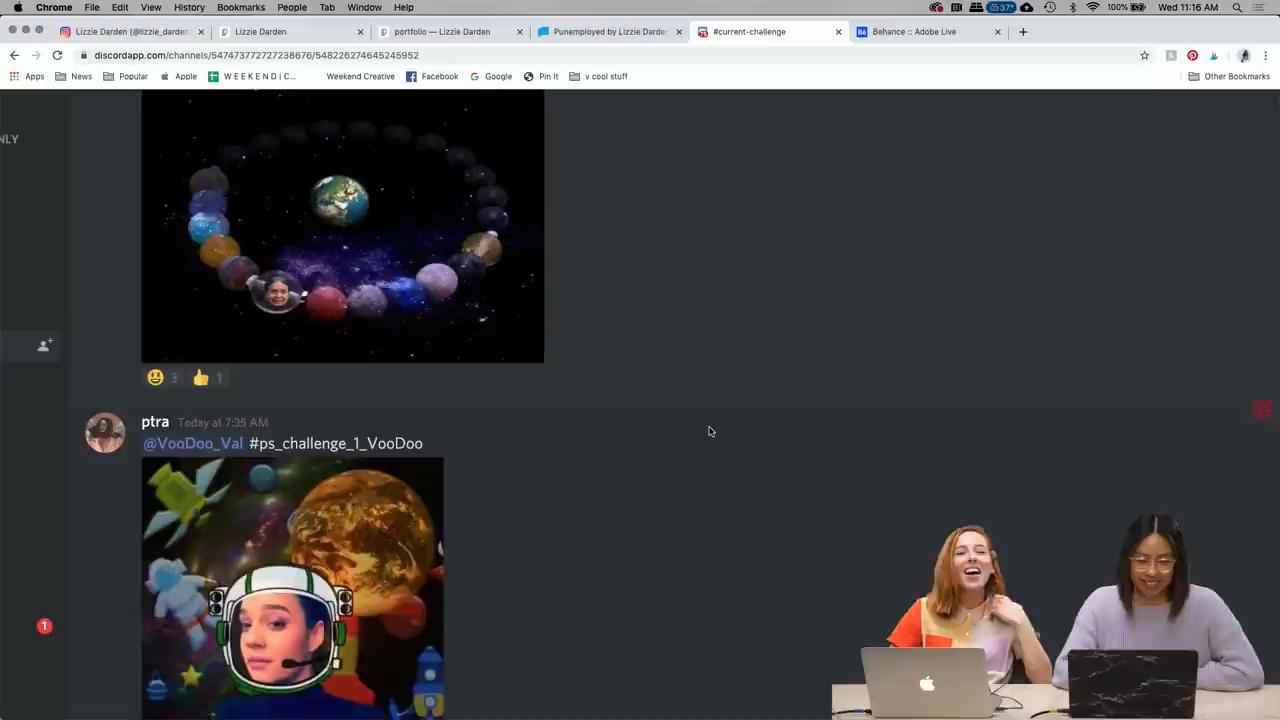 Chrome File Edit View History Bookmarks People Tab Window Help 37° 100% Wed 11:16 AM
Lizzie Darden (@lizzie_darden Lizzie Darden portfolio — Lizzie Darden Punemployed by Lizzie Darden #current-challenge Behance :: Adobe Live
discordapp.com/channels/547473772727238676/548226274645245952
Apps News Popular Apple W E E K E N D | C... Weekend Creative Facebook Google Pin It v cool stuff Other Bookmarks
NLY
3 1
ptra Today at 7:35 AM
@VooDoo_Val #ps_challenge_1_VooDoo
1